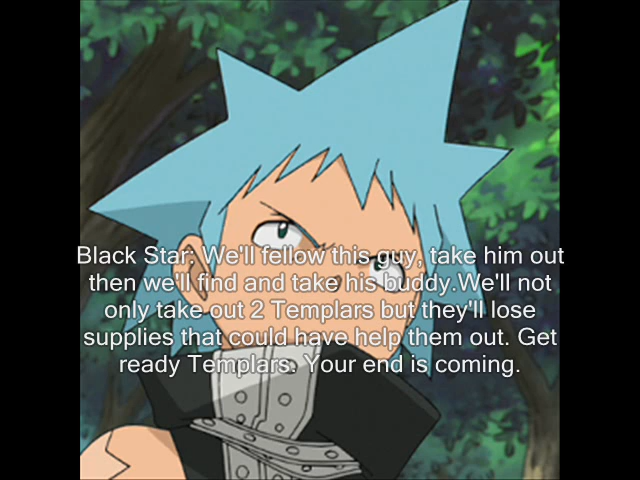 Black Star: We'll fellow this guy, take him out
then we'll find and take his buddy.We'll not
only take out 2 Templars but they'll lose
supplies that could have help them out. Get
ready Templars. Your end is coming.